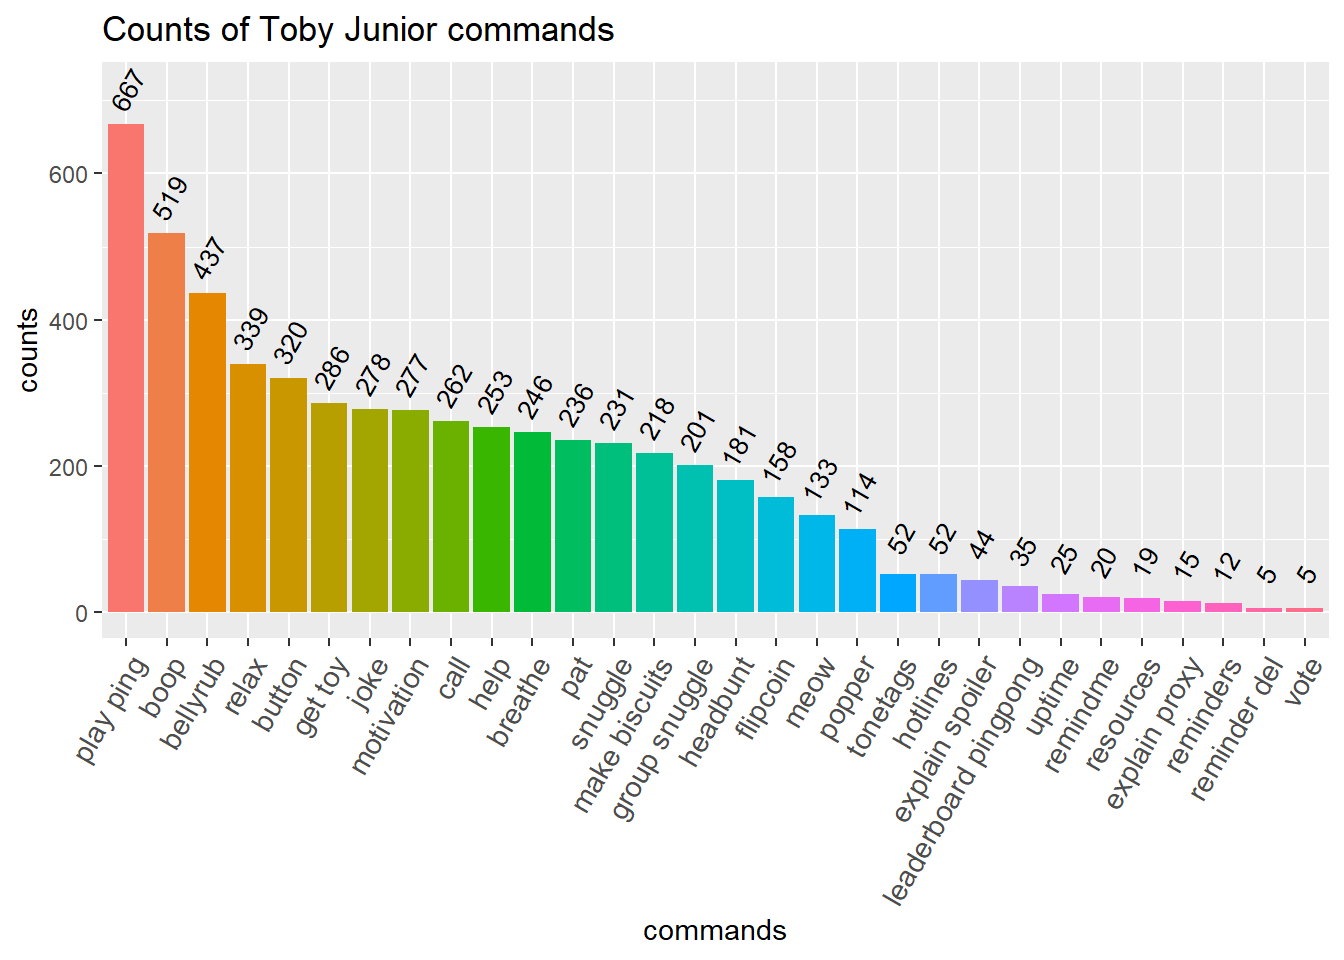 Counts of Toby Junior commands
counts
600
400
200
0
667
519
437
339
320
286
278
277
262
253
246
236
231
218
201
181
158
133
114
52
52
44
35
25
20
19
15
12
5
5
play ping
boop
bellyrub
relax
button
get toy
joke
motivation
call
help
breathe
pat
snuggle
make biscuits
group snuggle
headbunt
flipcoin
meow
popper
tonetags
hotlines
explain spoiler
leaderboard pingpong
uptime
remindme
resources
explain proxy
reminders
reminder del
vote
commands